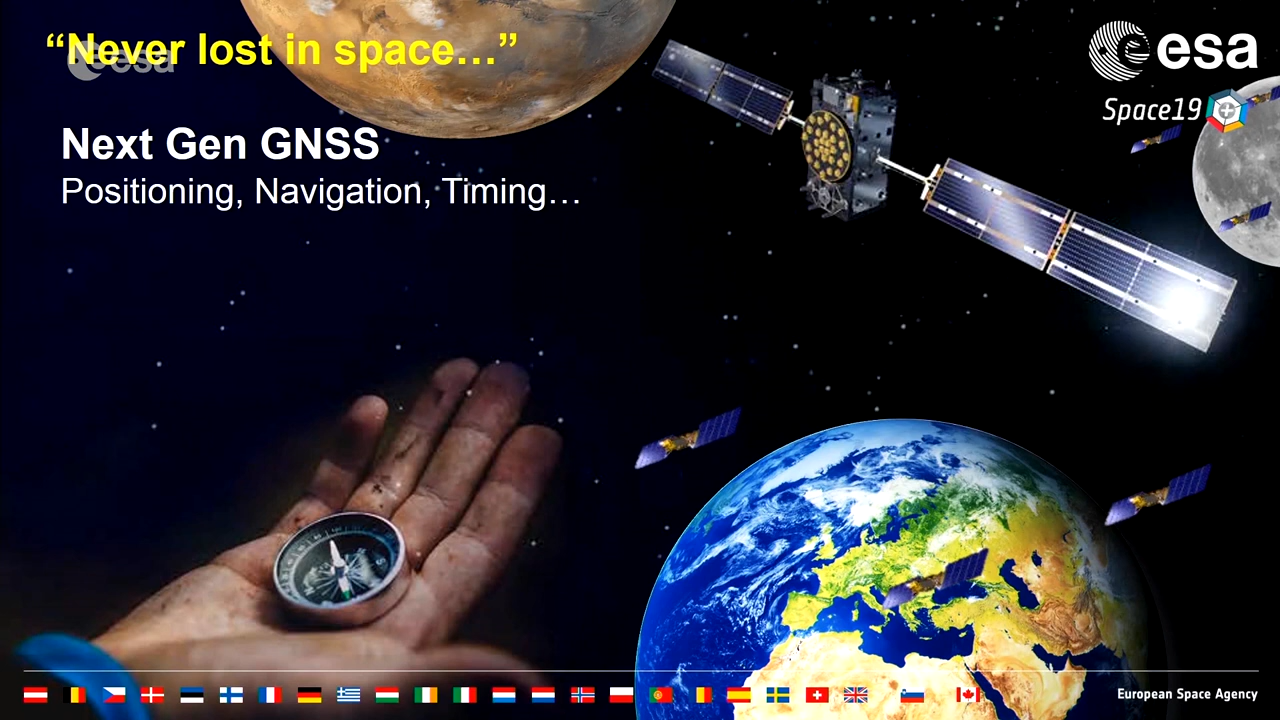 “Never lost in space…”
esa
esa
Space19+
Next Gen GNSS
Positioning, Navigation, Timing…
European Space Agency